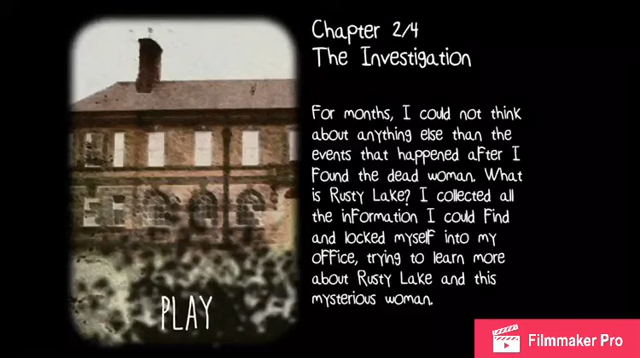 Chapter 2/4
The Investigation
For months, I could not think
about anything else than the
events that happened after I
found the dead woman. What
is Rusty Lake? I collected all
the information I could find
and locked myself into my
office, trying to learn more
about Rusty Lake and this
mysterious woman.
PLAY
Filmmaker Pro